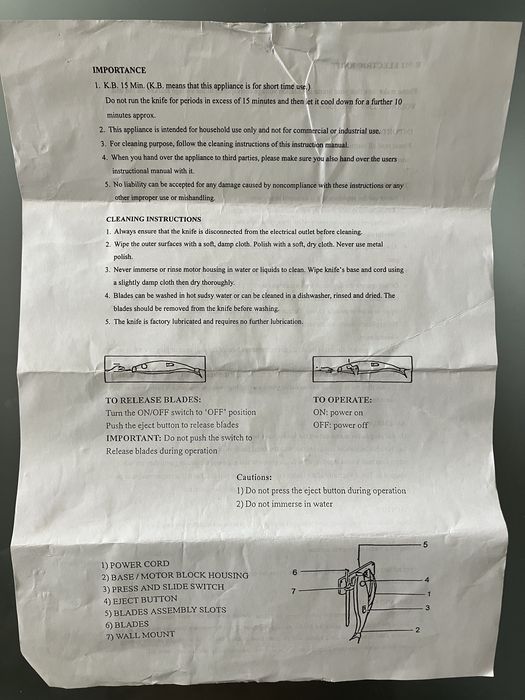 IMPORTANCE
1. K.B. 15 Min. (K.B. means that this appliance is for short time use.)
Do not run the knife for periods in excess of 15 minutes and then let it cool down for a further 10
minutes approx.
2. This appliance is intended for household use only and not for commercial or industrial use.
3. For cleaning purpose, follow the cleaning instructions of this instruction manual.
4. When you hand over the appliance to third parties, please make sure you also hand over the users
instructional manual with it.
5. No liability can be accepted for any damage caused by noncompliance with these instructions or any
other improper use or mishandling.
CLEANING INSTRUCTIONS
1. Always ensure that the knife is disconnected from the electrical outlet before cleaning.
2. Wipe the outer surfaces with a soft, damp cloth. Polish with a soft, dry cloth. Never use metal
polish.
3. Never immerse or rinse motor housing in water or liquids to clean. Wipe knife's base and cord using
a slightly damp cloth then dry thoroughly.
4. Blades can be washed in hot sudsy water or can be cleaned in a dishwasher, rinsed and dried. The
blades should be removed from the knife before washing.
5. The knife is factory lubricated and requires no further lubrication.
TO RELEASE BLADES:
Turn the ON/OFF switch to "OFF" position
Push the eject button to release blades
IMPORTANT: Do not push the switch to
Release blades during operation
TO OPERATE:
ON: power on
OFF: power off
Cautions:
1) Do not press the eject button during operation
2) Do not immerse in water
1) POWER CORD
2) BASE / MOTOR BLOCK HOUSING
3) PRESS AND SLIDE SWITCH
4) EJECT BUTTON
5) BLADES ASSEMBLY SLOTS
6) BLADES
7) WALL MOUNT
5
6
4
7
1
3
2